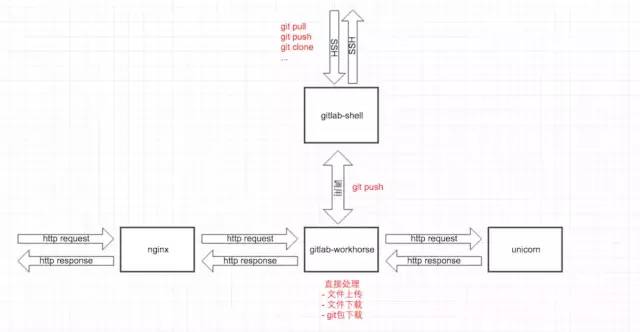 git pull
git push
git clone
...
SSH
SSH
gitlab-shell
调用
git push
http request
http response
nginx
http request
http response
gitlab-workhorse
http request
http response
unicorn
直接处理
- 文件上传
- 文件下载
- git包下载